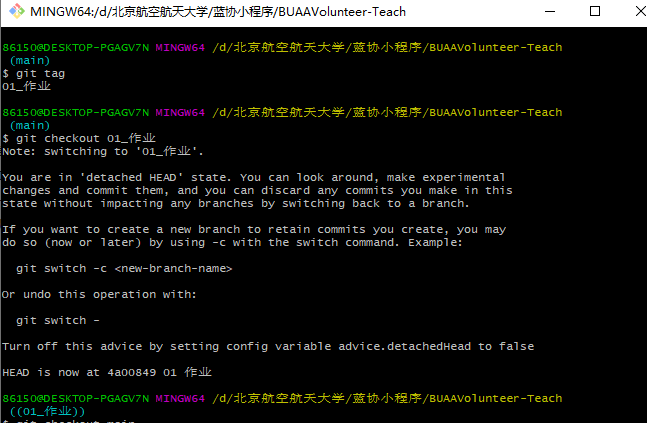 MINGW64:/d/北京航空航天大学/蓝协小程序/BUAAVolunteer-Teach
86150@DESKTOP-PGAGV7N MINGW64 /d/北京航空航天大学/蓝协小程序/BUAAVolunteer-Teach
(main)
$ git tag
01_作业
86150@DESKTOP-PGAGV7N MINGW64 /d/北京航空航天大学/蓝协小程序/BUAAVolunteer-Teach
(main)
$ git checkout 01_作业
Note: switching to '01_作业'.
You are in 'detached HEAD' state. You can look around, make experimental
changes and commit them, and you can discard any commits you make in this
state without impacting any branches by switching back to a branch.
If you want to create a new branch to retain commits you create, you may
do so (now or later) by using -c with the switch command. Example:
git switch -c <new-branch-name>
Or undo this operation with:
git switch -
Turn off this advice by setting config variable advice.detachedHead to false
HEAD is now at 4a00849 01 作业
86150@DESKTOP-PGAGV7N MINGW64 /d/北京航空航天大学/蓝协小程序/BUAAVolunteer-Teach
((01_作业))
$ git checkout main